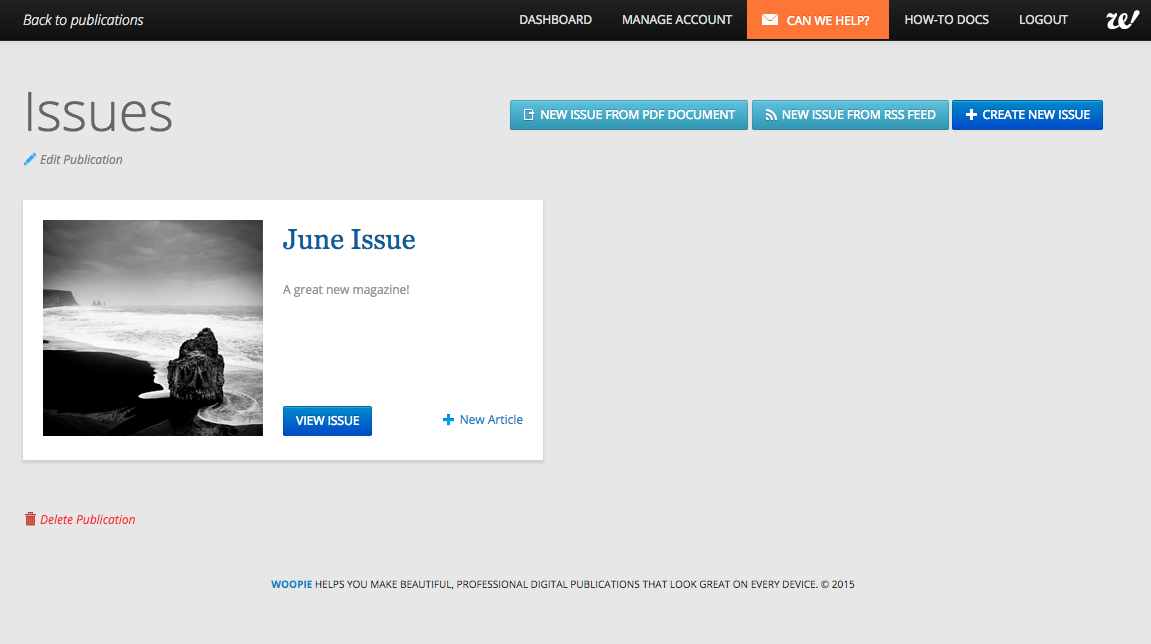 Back to publications
DASHBOARD
MANAGE ACCOUNT
CAN WE HELP?
HOW-TO DOCS
LOGOUT
w!
Issues
NEW ISSUE FROM PDF DOCUMENT
NEW ISSUE FROM RSS FEED
CREATE NEW ISSUE
Edit Publication
June Issue
A great new magazine!
VIEW ISSUE
New Article
Delete Publication
WOOPIE HELPS YOU MAKE BEAUTIFUL, PROFESSIONAL DIGITAL PUBLICATIONS THAT LOOK GREAT ON EVERY DEVICE. © 2015